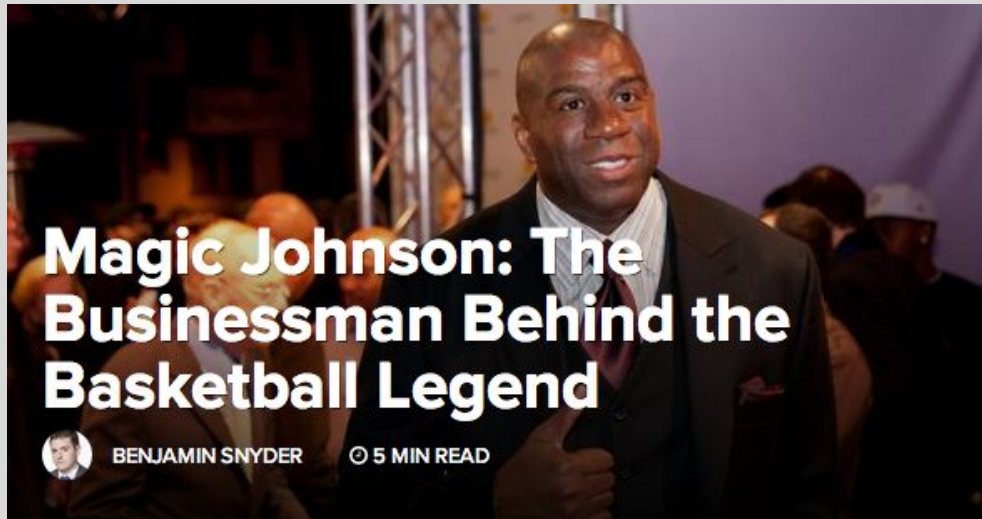 Magic Johnson: The
Businessman Behind the
Basketball Legend
BENJAMIN SNYDER 5 MIN READ